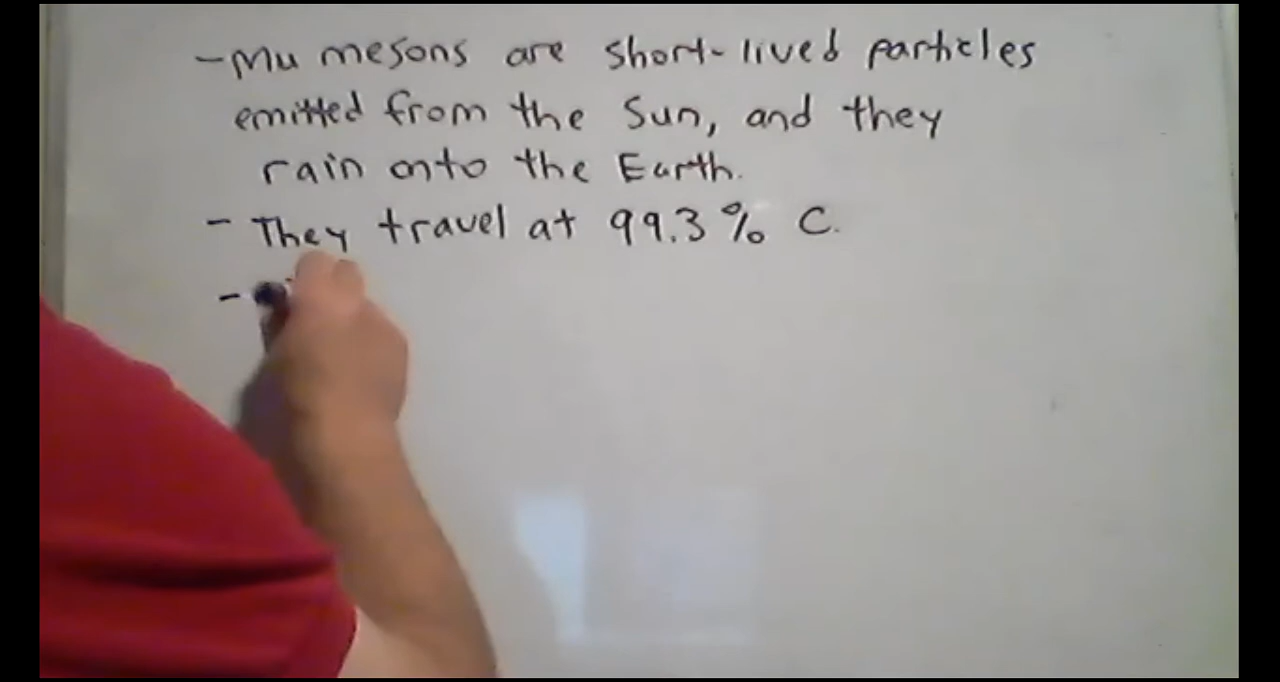 - Mu mesons are short-lived particles
emitted from the Sun, and they
rain onto the Earth.
- They travel at 99.3% C.
-